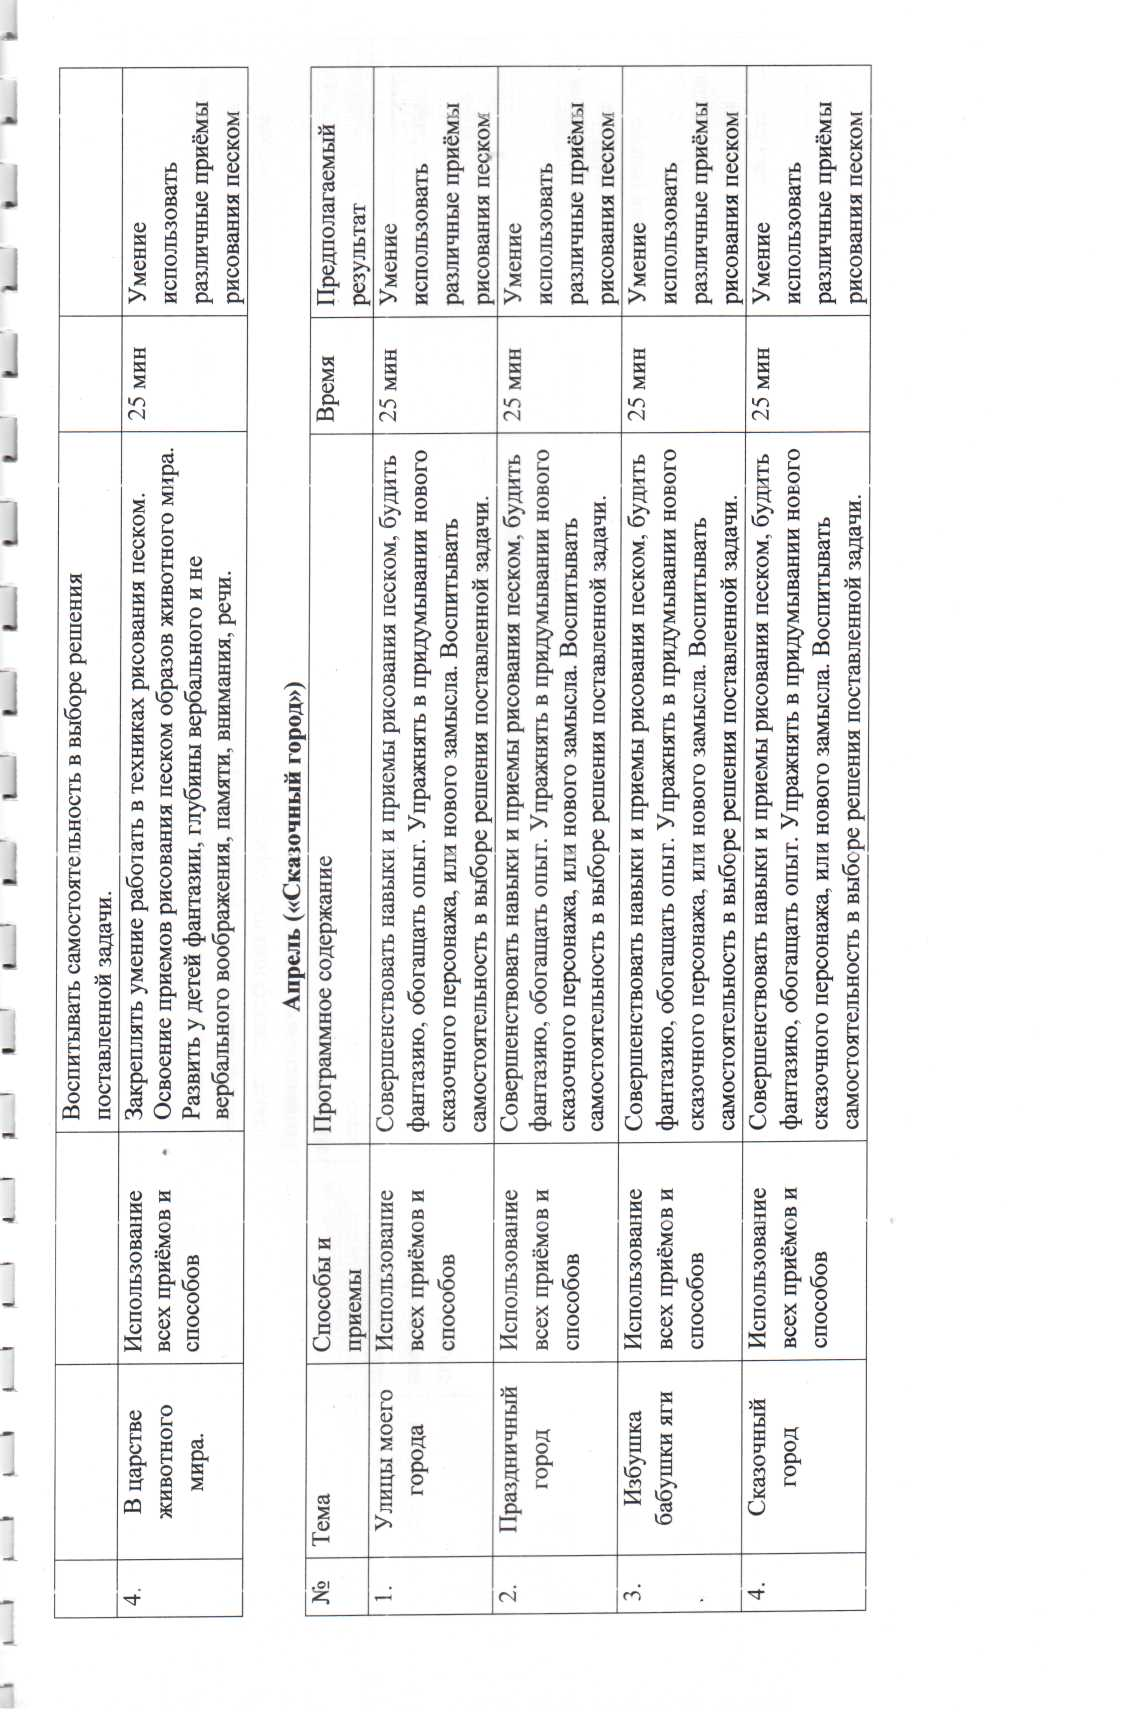 Воспитывать самостоятельность в выборе решения
поставленной задачи.
4.
В царстве
животного
мира.
Использование
всех приёмов и
способов
Закреплять умение работать в техниках рисования песком.
Освоение приемов рисования песком образов животного мира.
Развить у детей фантазии, глубины вербального и не
вербального воображения, памяти, внимания, речи.
25 мин
Умение
использовать
различные приёмы
рисования песком
Апрель («Сказочный город»)
№
Тема
Способы и
приемы
Программное содержание
Время
Предполагаемый
результат
1.
Улицы моего
города
Использование
всех приёмов и
способов
Совершенствовать навыки и приемы рисования песком, будить
фантазию, обогащать опыт. Упражнять в придумывании нового
сказочного персонажа, или нового замысла. Воспитывать
самостоятельность в выборе решения поставленной задачи.
25 мин
Умение
использовать
различные приёмы
рисования песком
2.
Праздничный
город
Использование
всех приёмов и
способов
Совершенствовать навыки и приемы рисования песком, будить
фантазию, обогащать опыт. Упражнять в придумывании нового
сказочного персонажа, или нового замысла. Воспитывать
самостоятельность в выборе решения поставленной задачи.
25 мин
Умение
использовать
различные приёмы
рисования песком
3.
Избушка
бабушки яги
Использование
всех приёмов и
способов
Совершенствовать навыки и приемы рисования песком, будить
фантазию, обогащать опыт. Упражнять в придумывании нового
сказочного персонажа, или нового замысла. Воспитывать
самостоятельность в выборе решения поставленной задачи.
25 мин
Умение
использовать
различные приёмы
рисования песком
4.
Сказочный
город
Использование
всех приёмов и
способов
Совершенствовать навыки и приемы рисования песком, будить
фантазию, обогащать опыт. Упражнять в придумывании нового
сказочного персонажа, или нового замысла. Воспитывать
самостоятельность в выборе решения поставленной задачи.
25 мин
Умение
использовать
различные приёмы
рисования песком